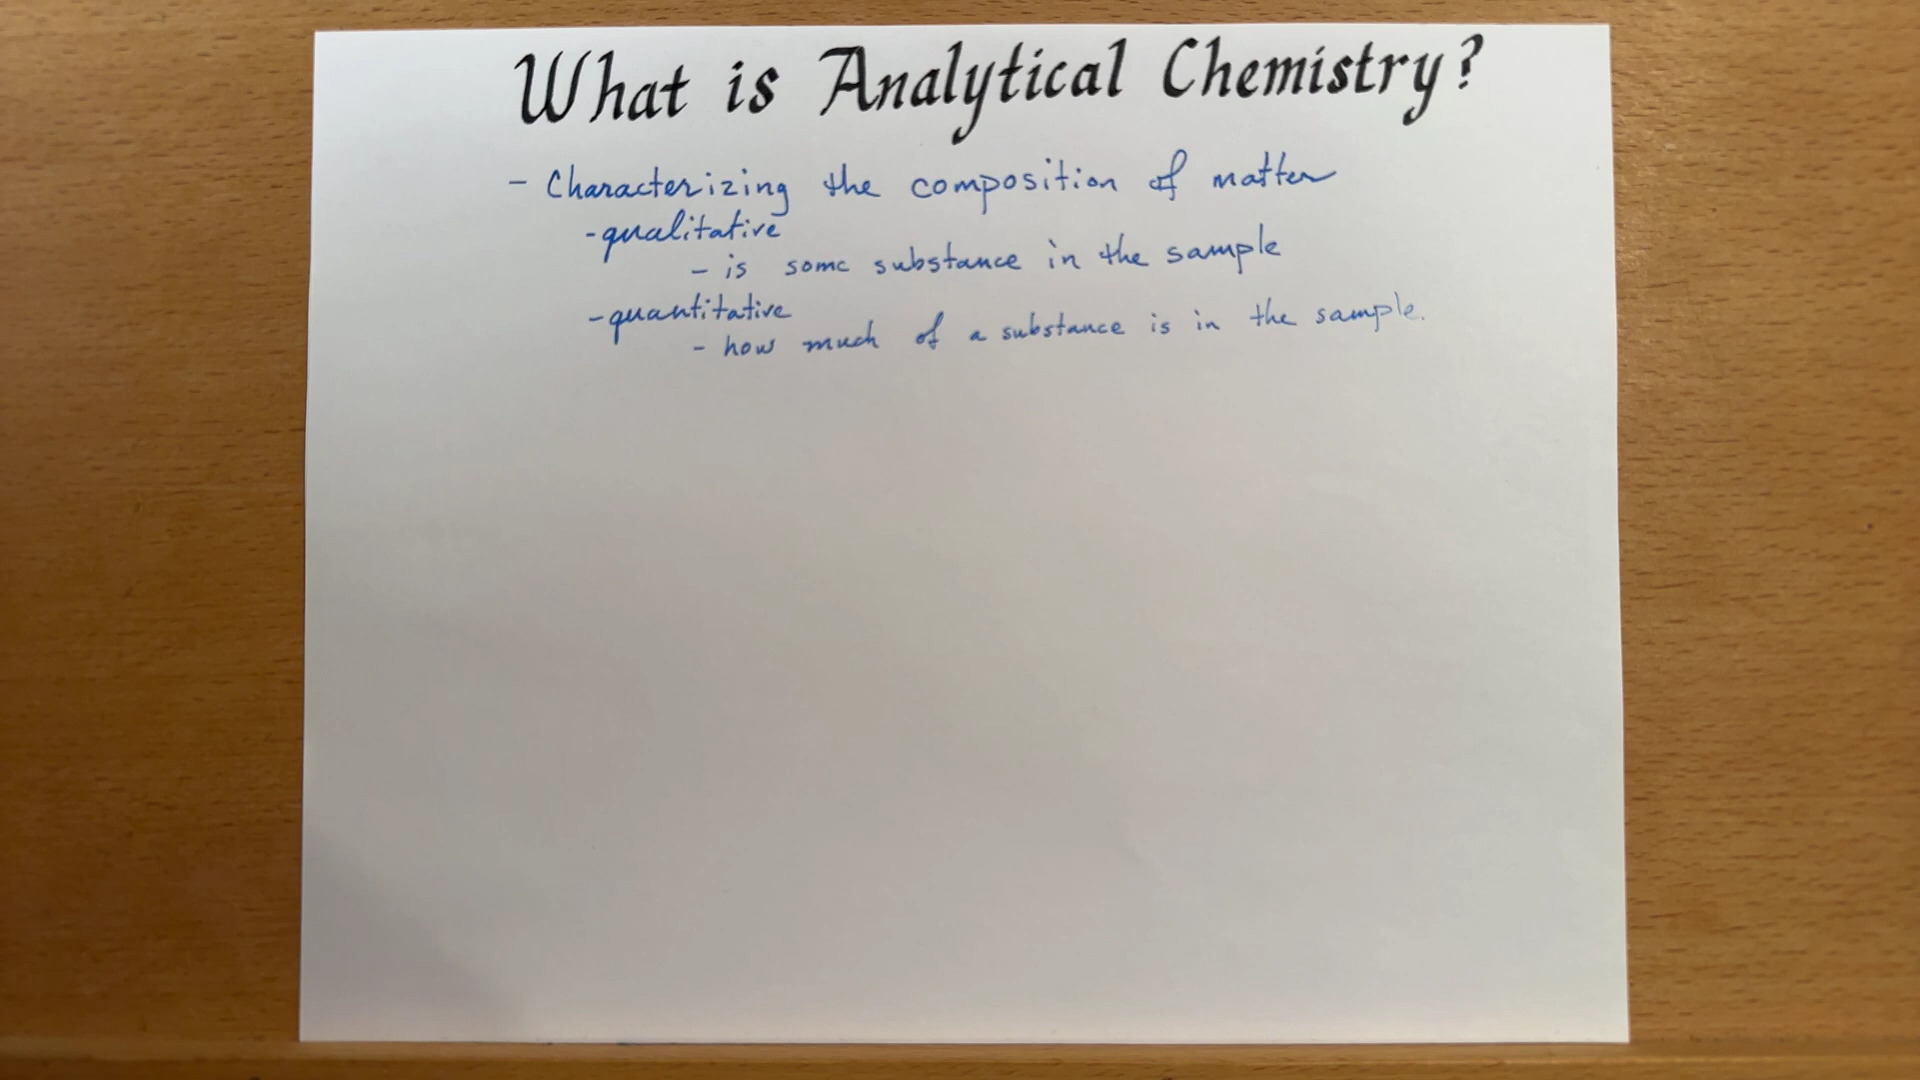 What is Analytical Chemistry?
- Characterizing the composition of matter
- qualitative
- is some substance in the sample
- quantitative
- how much of a substance is in the sample.